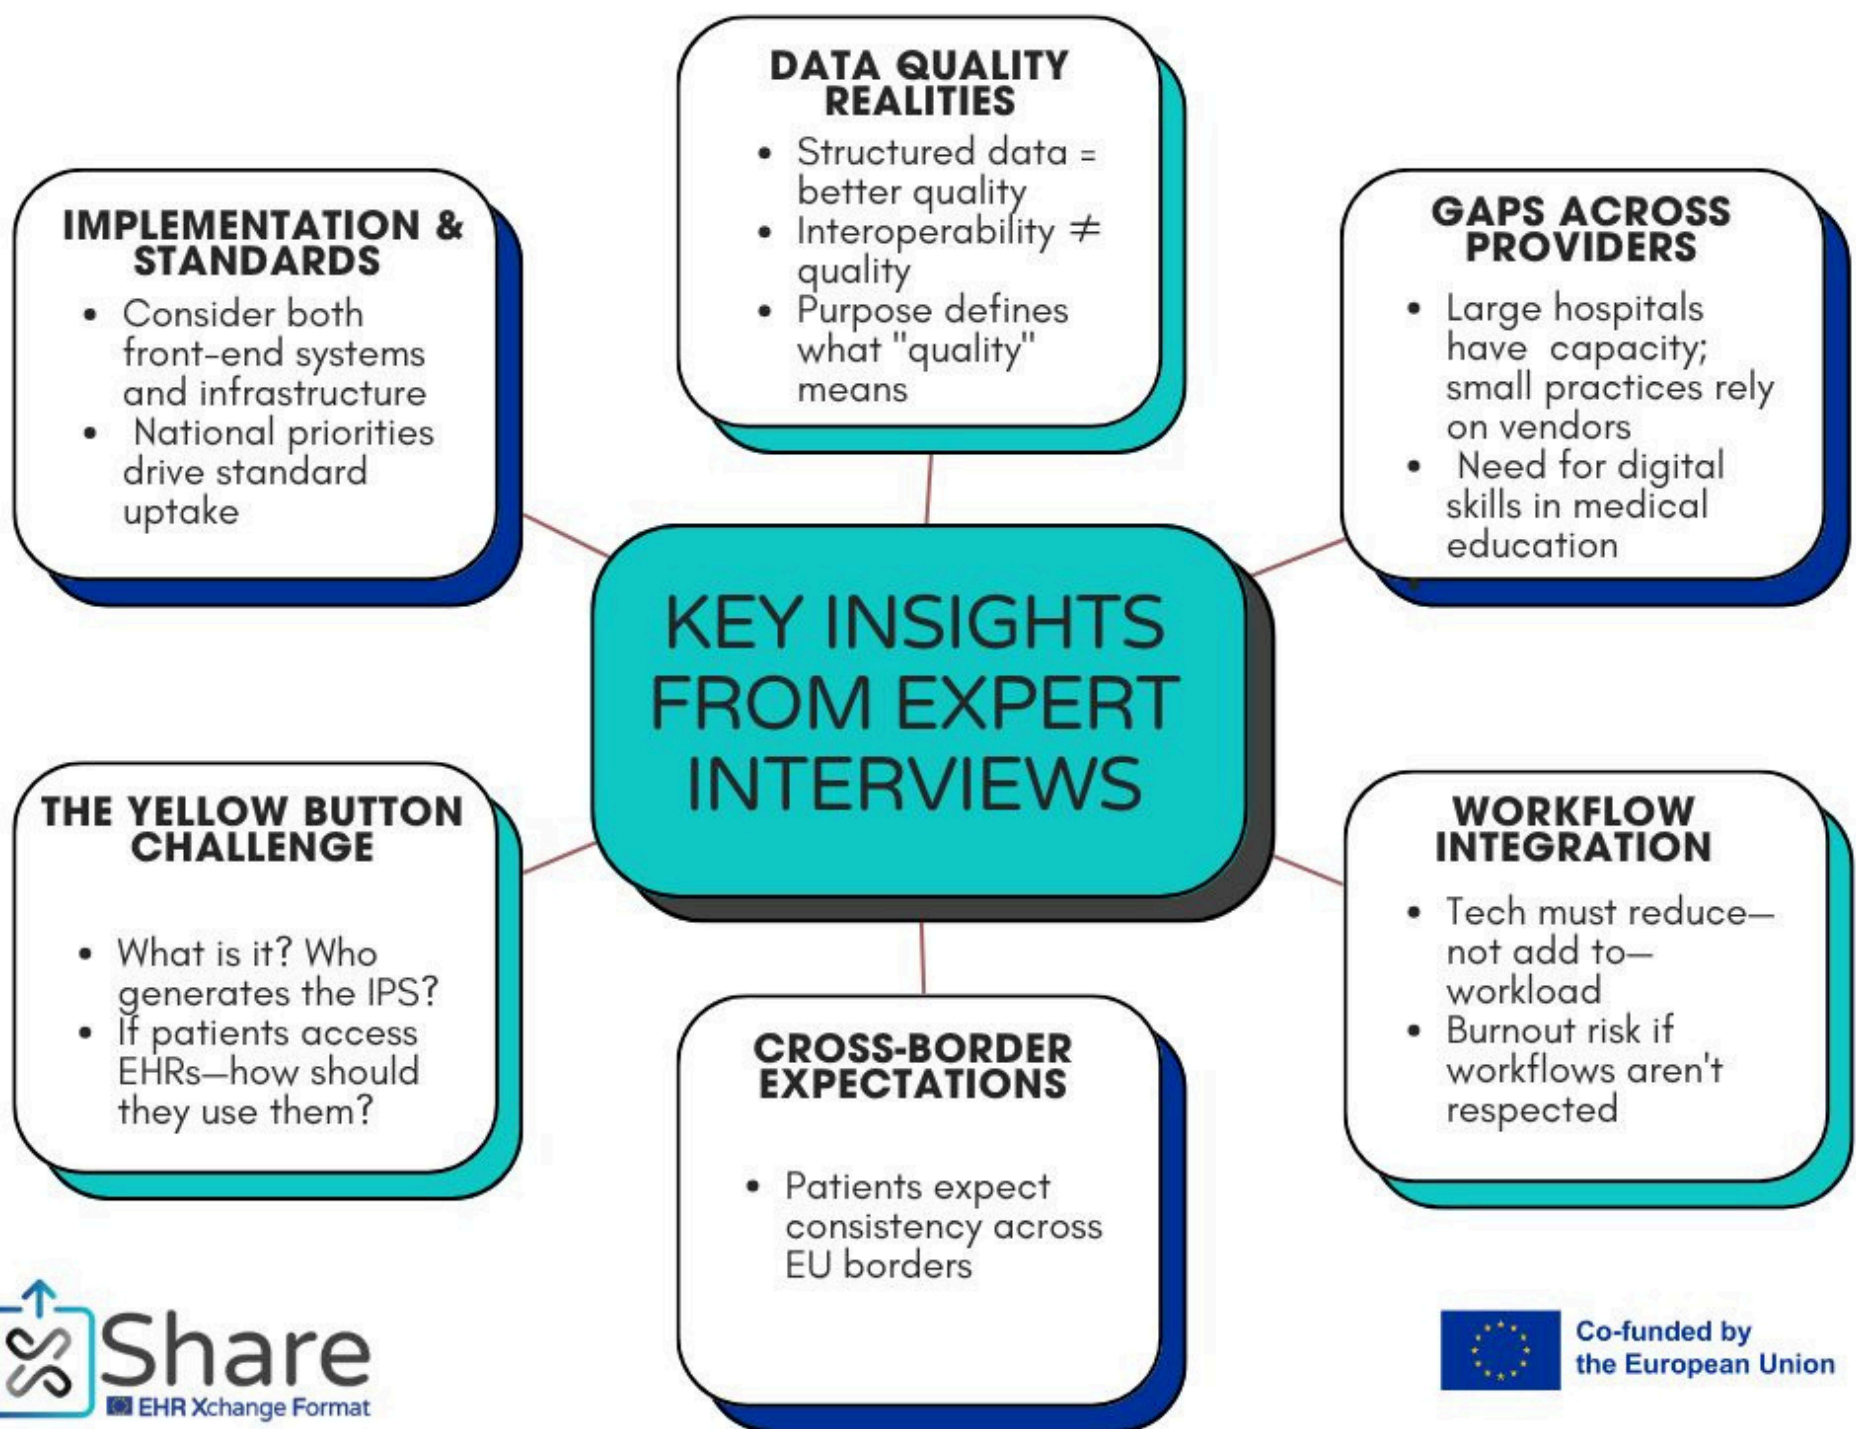 DATA QUALITY
REALITIES
• Structured data =
better quality
• Interoperability ≠
quality
• Purpose defines
what "quality"
means
IMPLEMENTATION &
STANDARDS
• Consider both
front-end systems
and infrastructure
• National priorities
drive standard
uptake
GAPS ACROSS
PROVIDERS
• Large hospitals
have capacity;
small practices rely
on vendors
• Need for digital
skills in medical
education
KEY INSIGHTS
FROM EXPERT
INTERVIEWS
THE YELLOW BUTTON
CHALLENGE
• What is it? Who
generates the IPS?
• If patients access
EHRs—how should
they use them?
WORKFLOW
INTEGRATION
• Tech must reduce—
not add to—
workload
• Burnout risk if
workflows aren't
respected
CROSS-BORDER
EXPECTATIONS
• Patients expect
consistency across
EU borders
Share
EHR Xchange Format
Co-funded by
the European Union